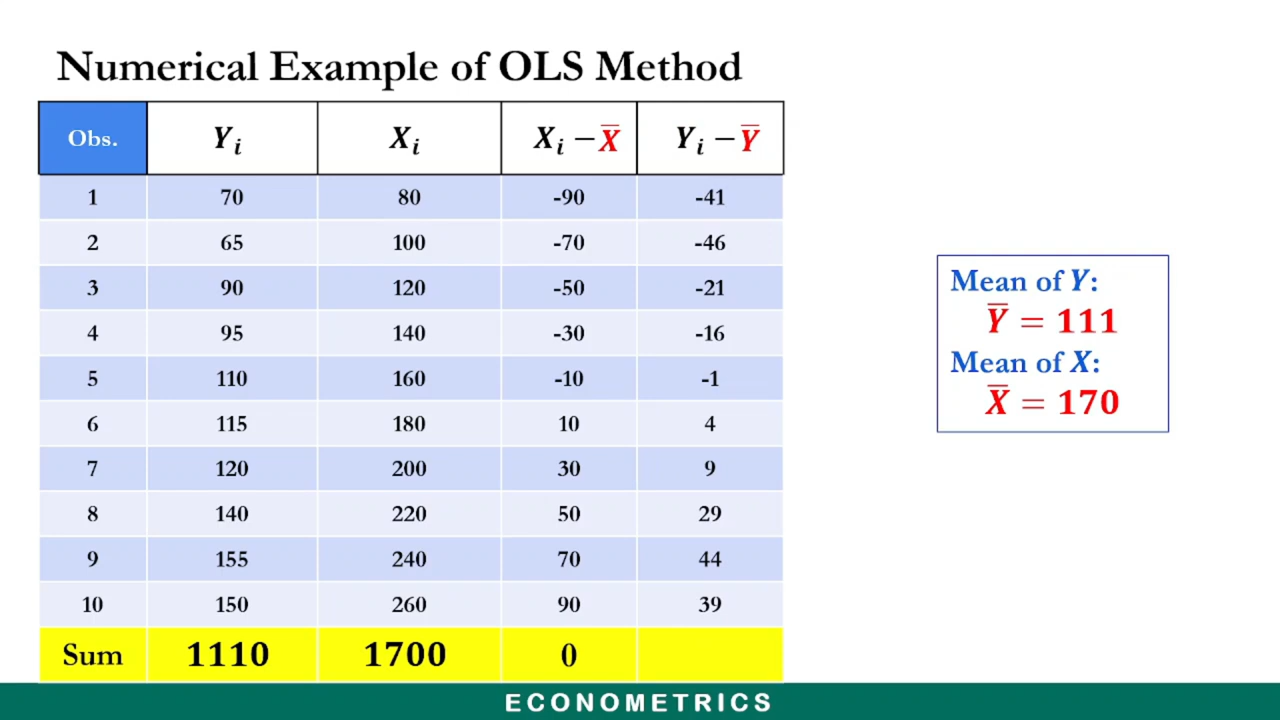 Numerical Example of OLS Method
Obs. Yᵢ Xᵢ Xᵢ − X̅ Yᵢ − Y̅
1 70 80 -90 -41
2 65 100 -70 -46
3 90 120 -50 -21
4 95 140 -30 -16
5 110 160 -10 -1
6 115 180 10 4
7 120 200 30 9
8 140 220 50 29
9 155 240 70 44
10 150 260 90 39
Sum 1110 1700 0
Mean of Y:
Y̅ = 111
Mean of X:
X̅ = 170
ECONOMETRICS